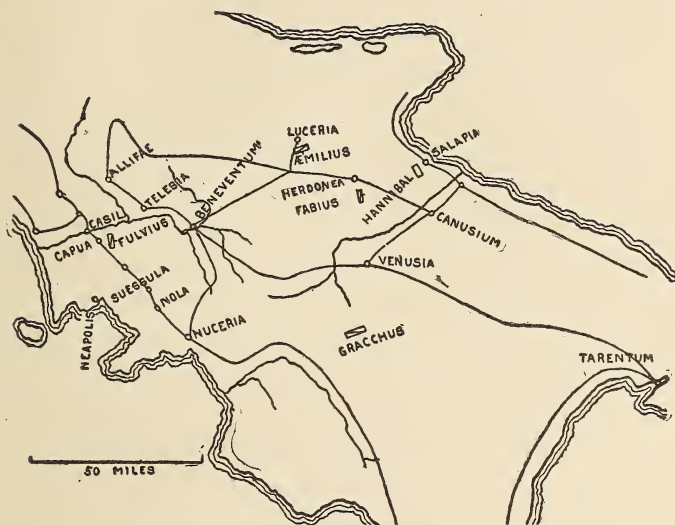 LUCERIA
ÆMILIUS
SALAPIA
ALLIFÆ
TELESIA
BENEVENTUM
HERDONEA
FABIUS
HANNIBAL
CANUSIUM
CASIL
CAPUA
FULVIUS
SUESSULA
NOLA
VENUSIA
NEAPOLIS
NUCERIA
GRACCHUS
TARENTUM
50 MILES